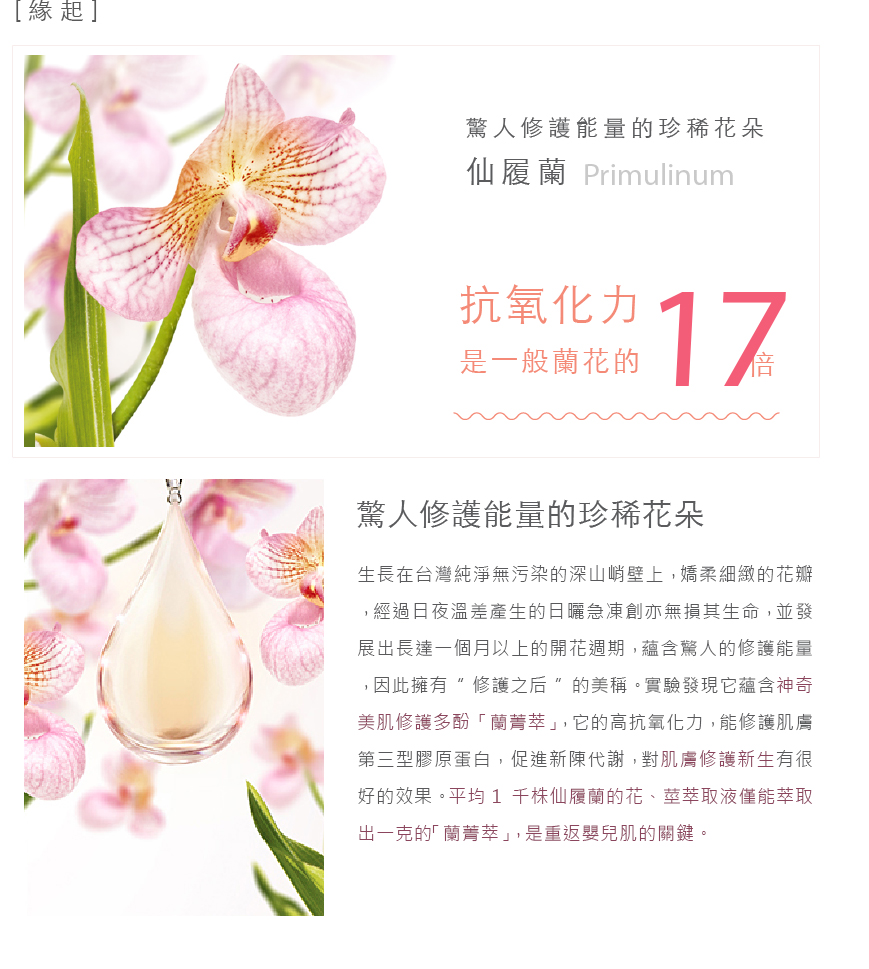 [ 緣 起 ]
驚人修護能量的珍稀花朵
仙履蘭 Primulinum
抗氧化力 17
是一般蘭花的 倍
驚人修護能量的珍稀花朵
生長在台灣純淨無污染的深山峭壁上，嬌柔細緻的花瓣
，經過日夜溫差產生的日曬急凍創亦無損其生命，並發
展出長達一個月以上的開花週期，蘊含驚人的修護能量
，因此擁有“ 修護之后 ”的美稱。實驗發現它蘊含神奇
美肌修護多酚「蘭菁萃」，它的高抗氧化力，能修護肌膚
第三型膠原蛋白，促進新陳代謝，對肌膚修護新生有很
好的效果。平均 1 千株仙履蘭的花、莖萃取液僅能萃取
出一克的「蘭菁萃」，是重返嬰兒肌的關鍵。